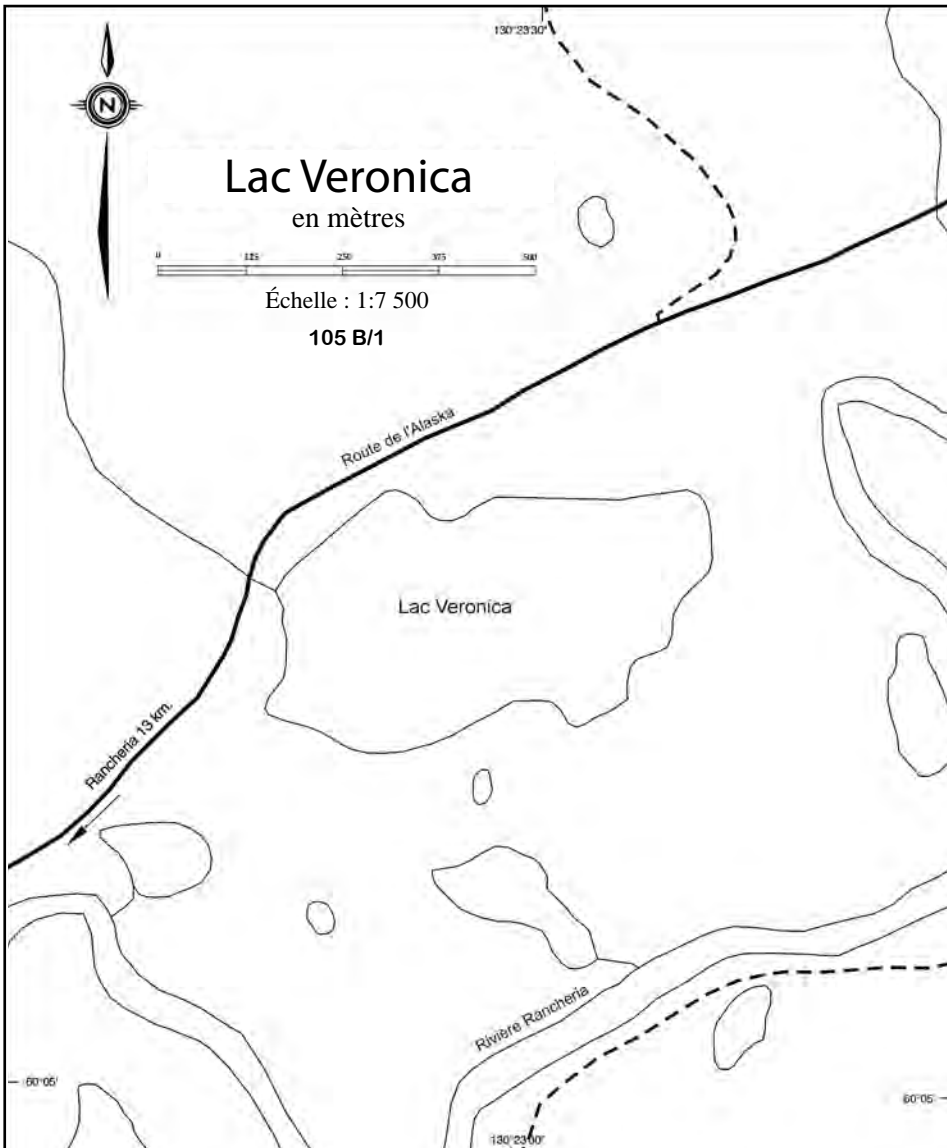 130°23'30"
N
Lac Veronica
en mètres
0 125 250 375 500
Échelle : 1:7 500
105 B/1
Route de l'Alaska
Lac Veronica
Rancheria 13 km.
Rivière Rancheria
60°05'
60°05'
130°23'00"